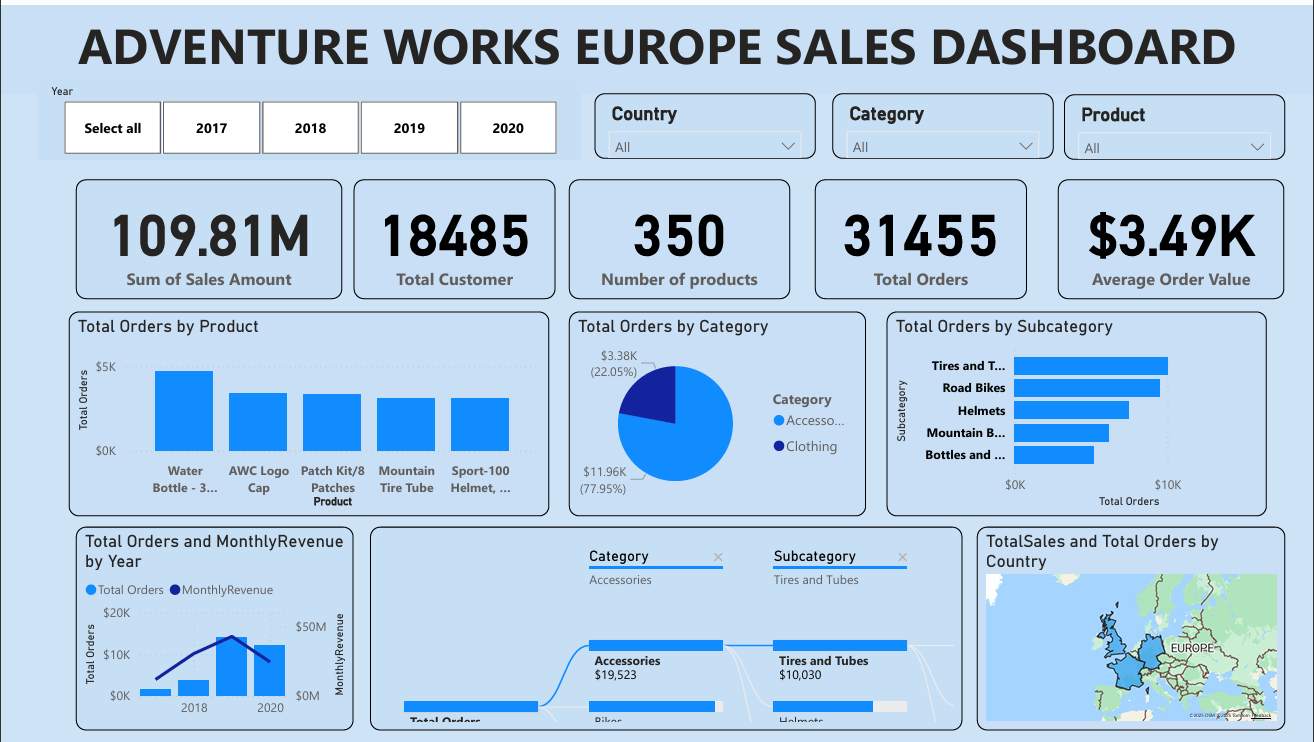 ADVENTURE WORKS EUROPE SALES DASHBOARD
Year
Select all
2017
2018
2019
2020
Country
All
Category
All
Product
All
109.81M
Sum of Sales Amount
18485
Total Customer
350
Number of products
31455
Total Orders
$3.49K
Average Order Value
Total Orders by Product
Total Orders
$5K
$0K
Water
Bottle - 3...
AWC Logo
Cap
Patch Kit/8
Patches
Mountain
Tire Tube
Sport-100
Helmet, ...
Product
Total Orders by Category
$3.38K
(22.05%)
$11.96K
(77.95%)
Category
Accesso...
Clothing
Total Orders by Subcategory
Subcategory
Tires and T...
Road Bikes
Helmets
Mountain B...
Bottles and ...
$0K
$10K
Total Orders
Total Orders and MonthlyRevenue
by Year
Total Orders
MonthlyRevenue
Total Orders
$20K
$10K
$0K
$50M
$0M
MonthlyRevenue
2018
2020
Category
Accessories
Subcategory
Tires and Tubes
Accessories
$19,523
Tires and Tubes
$10,030
Total Orders
Bikes
Helmets
TotalSales and Total Orders by
Country
EUROPE